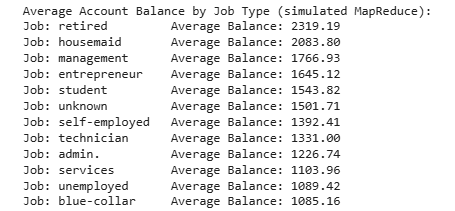 Average Account Balance by Job Type (simulated MapReduce):
Job: retired         Average Balance: 2319.19
Job: housemaid       Average Balance: 2083.80
Job: management      Average Balance: 1766.93
Job: entrepreneur    Average Balance: 1645.12
Job: student         Average Balance: 1543.82
Job: unknown         Average Balance: 1501.71
Job: self-employed   Average Balance: 1392.41
Job: technician      Average Balance: 1331.00
Job: admin.          Average Balance: 1226.74
Job: services        Average Balance: 1103.96
Job: unemployed      Average Balance: 1089.42
Job: blue-collar     Average Balance: 1085.16